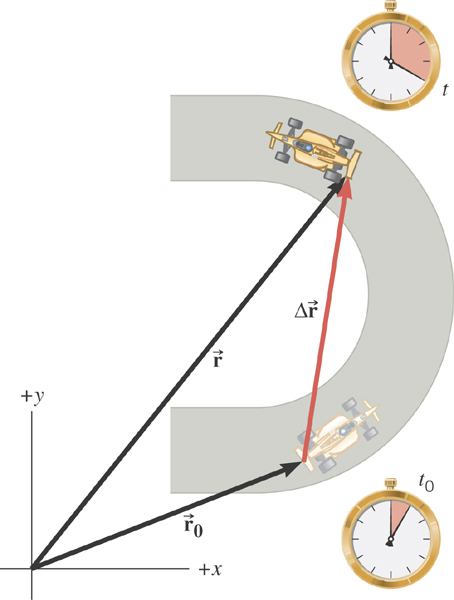 t
Δr⃗
r⃗
+y
t₀
r⃗₀
+x